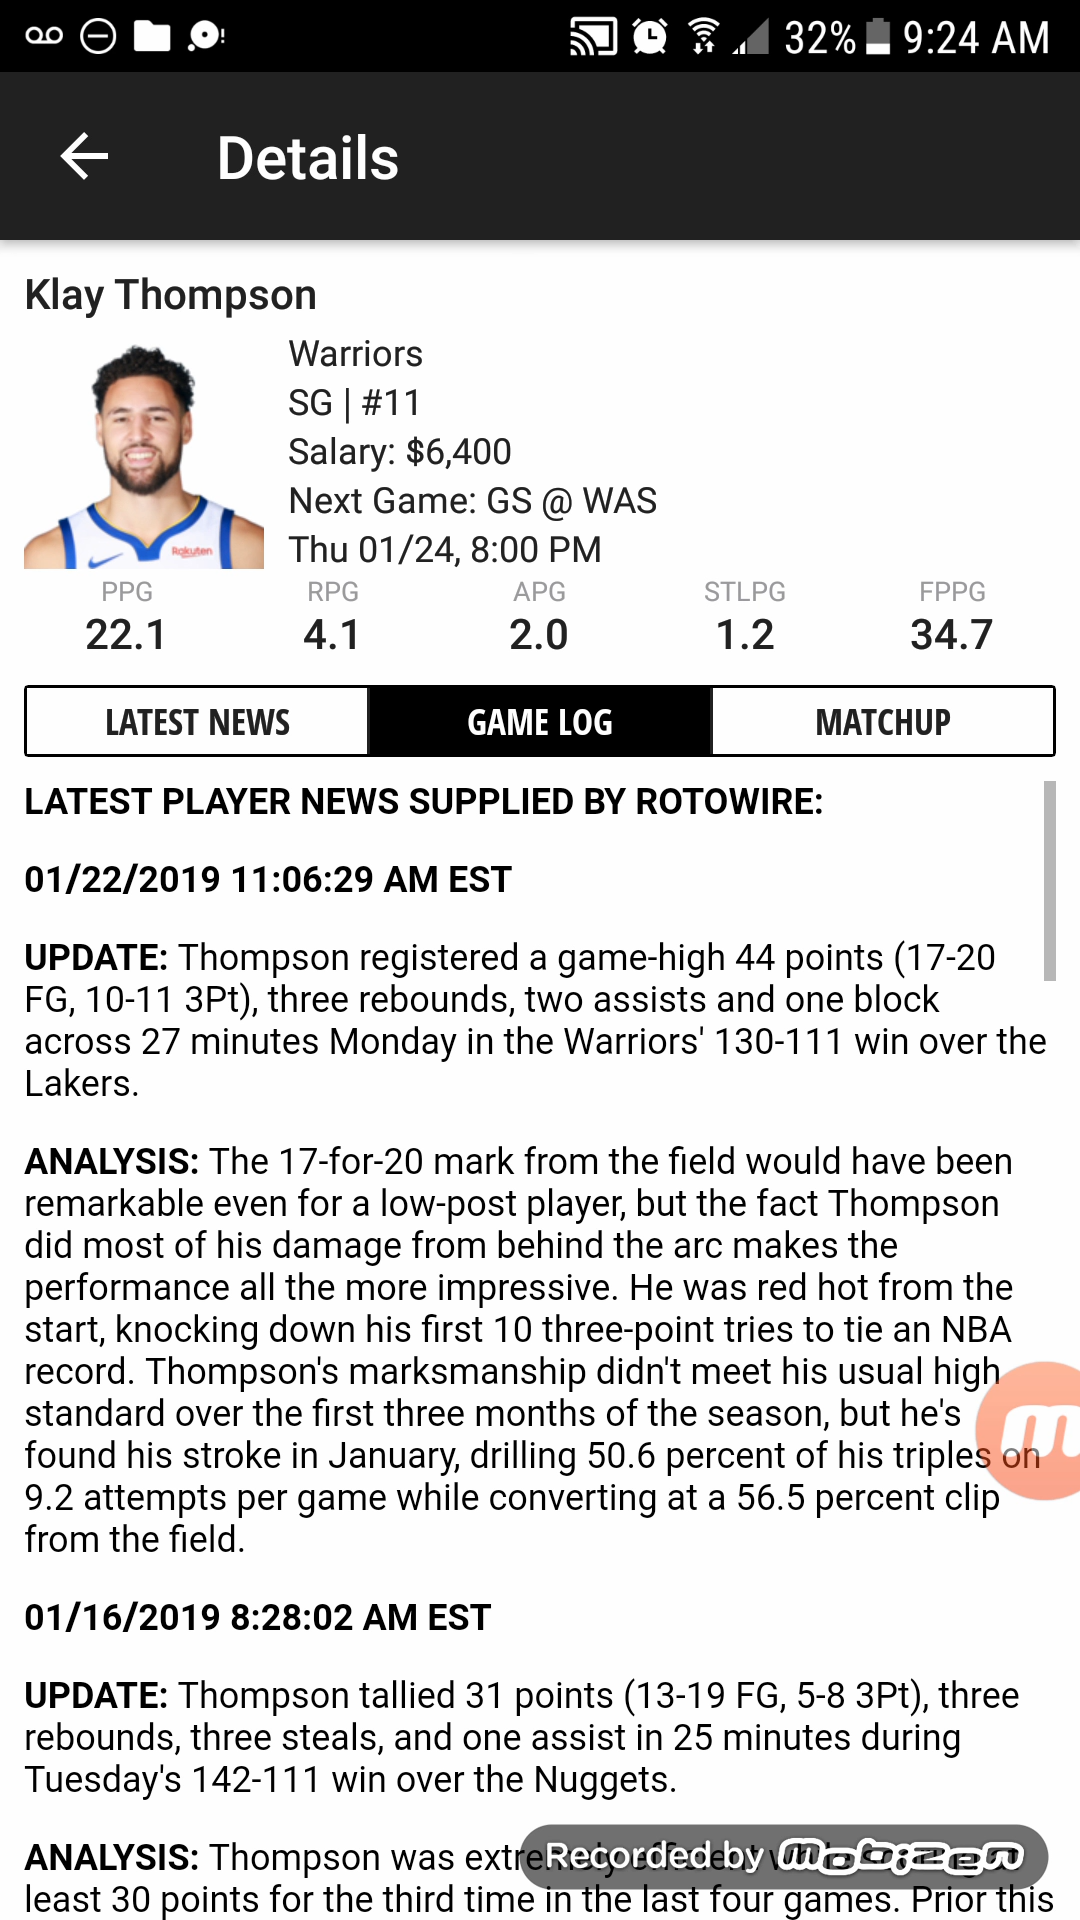 32% 9:24 AM
Details
Klay Thompson
Warriors
SG | #11
Salary: $6,400
Next Game: GS @ WAS
Thu 01/24, 8:00 PM
Rakuten
PPG RPG APG STLPG FPPG
22.1 4.1 2.0 1.2 34.7
LATEST NEWS GAME LOG MATCHUP
LATEST PLAYER NEWS SUPPLIED BY ROTOWIRE:
01/22/2019 11:06:29 AM EST
UPDATE: Thompson registered a game-high 44 points (17-20
FG, 10-11 3Pt), three rebounds, two assists and one block
across 27 minutes Monday in the Warriors' 130-111 win over the
Lakers.
ANALYSIS: The 17-for-20 mark from the field would have been
remarkable even for a low-post player, but the fact Thompson
did most of his damage from behind the arc makes the
performance all the more impressive. He was red hot from the
start, knocking down his first 10 three-point tries to tie an NBA
record. Thompson's marksmanship didn't meet his usual high
standard over the first three months of the season, but he's
found his stroke in January, drilling 50.6 percent of his triples on
9.2 attempts per game while converting at a 56.5 percent clip
from the field.
01/16/2019 8:28:02 AM EST
UPDATE: Thompson tallied 31 points (13-19 FG, 5-8 3Pt), three
rebounds, three steals, and one assist in 25 minutes during
Tuesday's 142-111 win over the Nuggets.
ANALYSIS: Thompson was extremely efficient while scoring at
Recorded by Mobizen
least 30 points for the third time in the last four games. Prior this